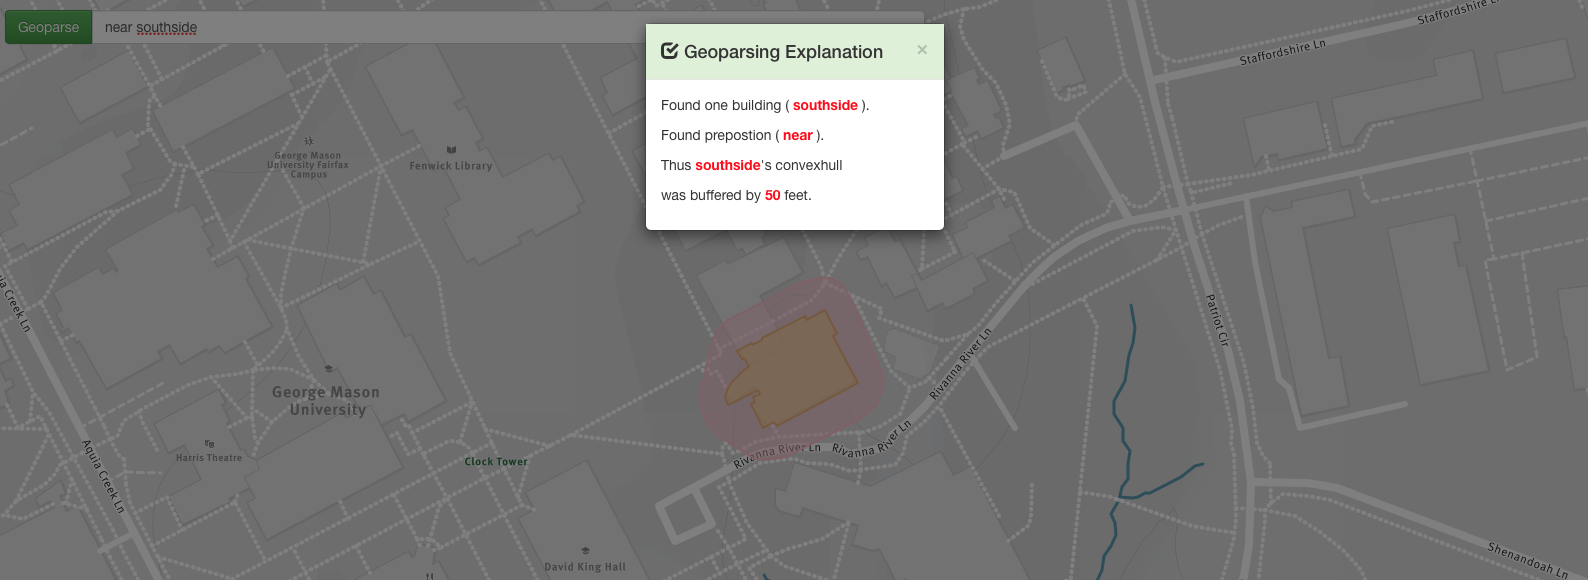 Geoparse
near southside
Geoparsing Explanation
×
Found one building ( southside ).
Found prepostion ( near ).
Thus southside's convexhull
was buffered by 50 feet.
Staffordshire Ln
Staffordshire Ln
George Mason
University Fairfax
Campus
Fenwick Library
Aquia Creek Ln
Patriot Cir
Rivanna River Ln
George Mason
University
Harris Theatre
Clock Tower
Rivanna River Ln
Rivanna River Ln
Aquia Creek Ln
David King Hall
Shenandoah Ln